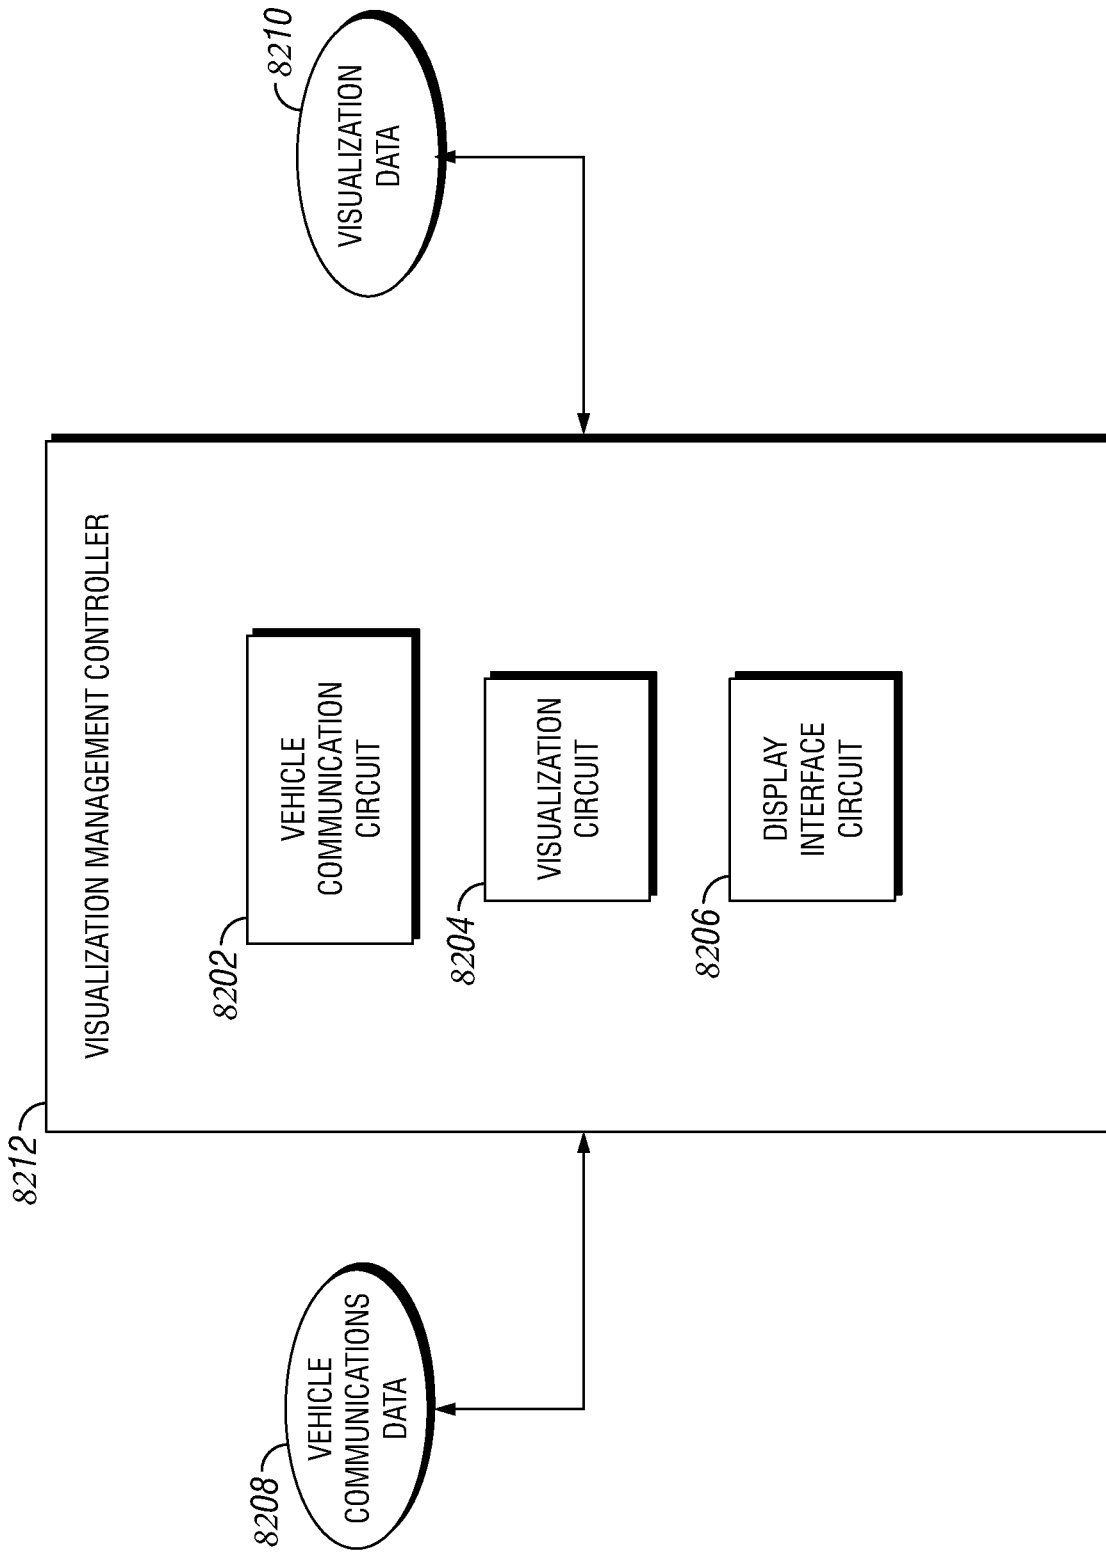 8212
VISUALIZATION MANAGEMENT CONTROLLER
8208
VEHICLE
COMMUNICATIONS
DATA
8202
VEHICLE
COMMUNICATION
CIRCUIT
8204
VISUALIZATION
CIRCUIT
8206
DISPLAY
INTERFACE
CIRCUIT
8210
VISUALIZATION
DATA